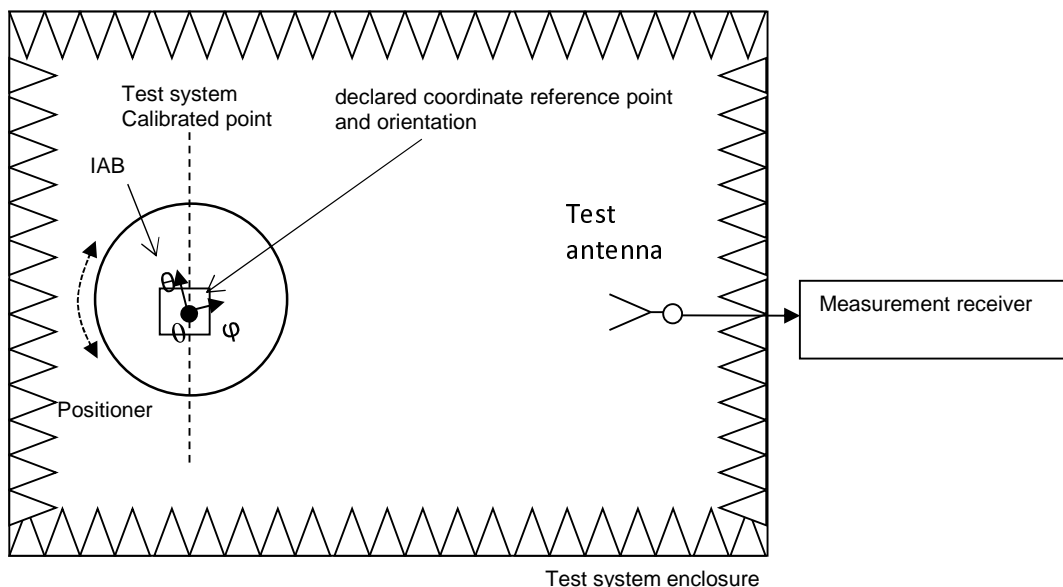 Test system
Calibrated point
declared coordinate reference point
and orientation
IAB
Test
antenna
θ
0
φ
Measurement receiver
Positioner
Test system enclosure